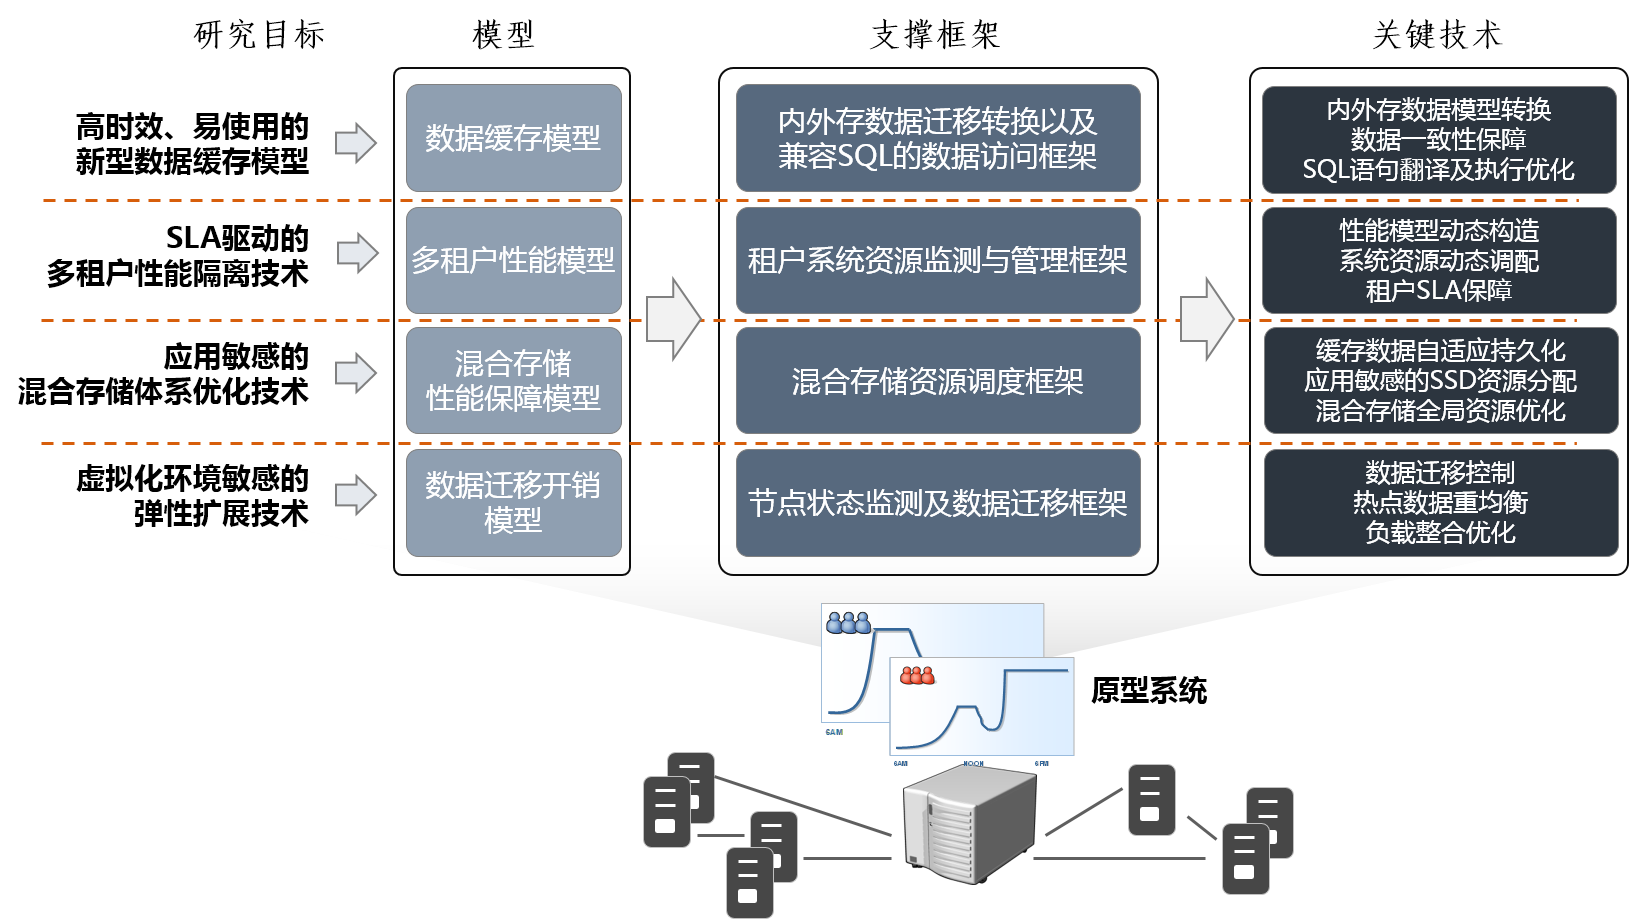 研究目标
模型
支撑框架
关键技术
高时效、易使用的
新型数据缓存模型
数据缓存模型
内外存数据迁移转换以及
兼容SQL的数据访问框架
内外存数据模型转换
数据一致性保障
SQL语句翻译及执行优化
SLA驱动的
多租户性能隔离技术
多租户性能模型
租户系统资源监测与管理框架
性能模型动态构造
系统资源动态调配
租户SLA保障
应用敏感的
混合存储体系优化技术
混合存储
性能保障模型
混合存储资源调度框架
缓存数据自适应持久化
应用敏感的SSD资源分配
混合存储全局资源优化
虚拟化环境敏感的
弹性扩展技术
数据迁移开销
模型
节点状态监测及数据迁移框架
数据迁移控制
热点数据重均衡
负载整合优化
原型系统
6AM
6AM
NOON
6PM